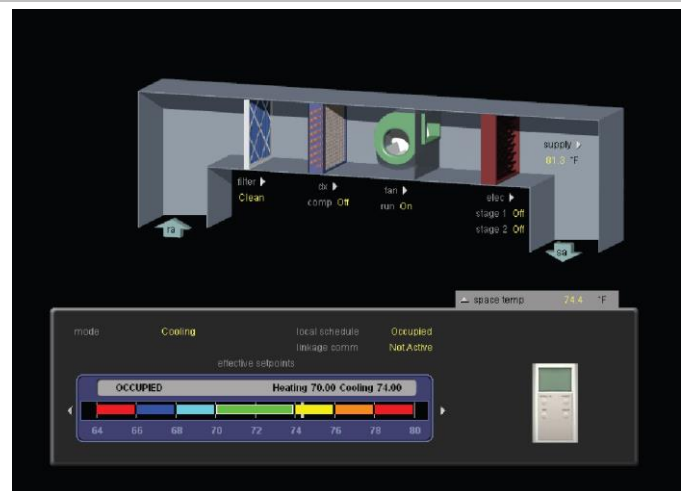 supply
81.3 °F
filter
Clean
dx
comp Off
fan
run On
elec
stage 1 Off
stage 2 Off
ra
sa
space temp 74.4 °F
mode Cooling local schedule Occupied
linkage comm Not Active
effective setpoints
OCCUPIED Heating 70.00 Cooling 74.00
64 66 68 70 72 74 76 78 80